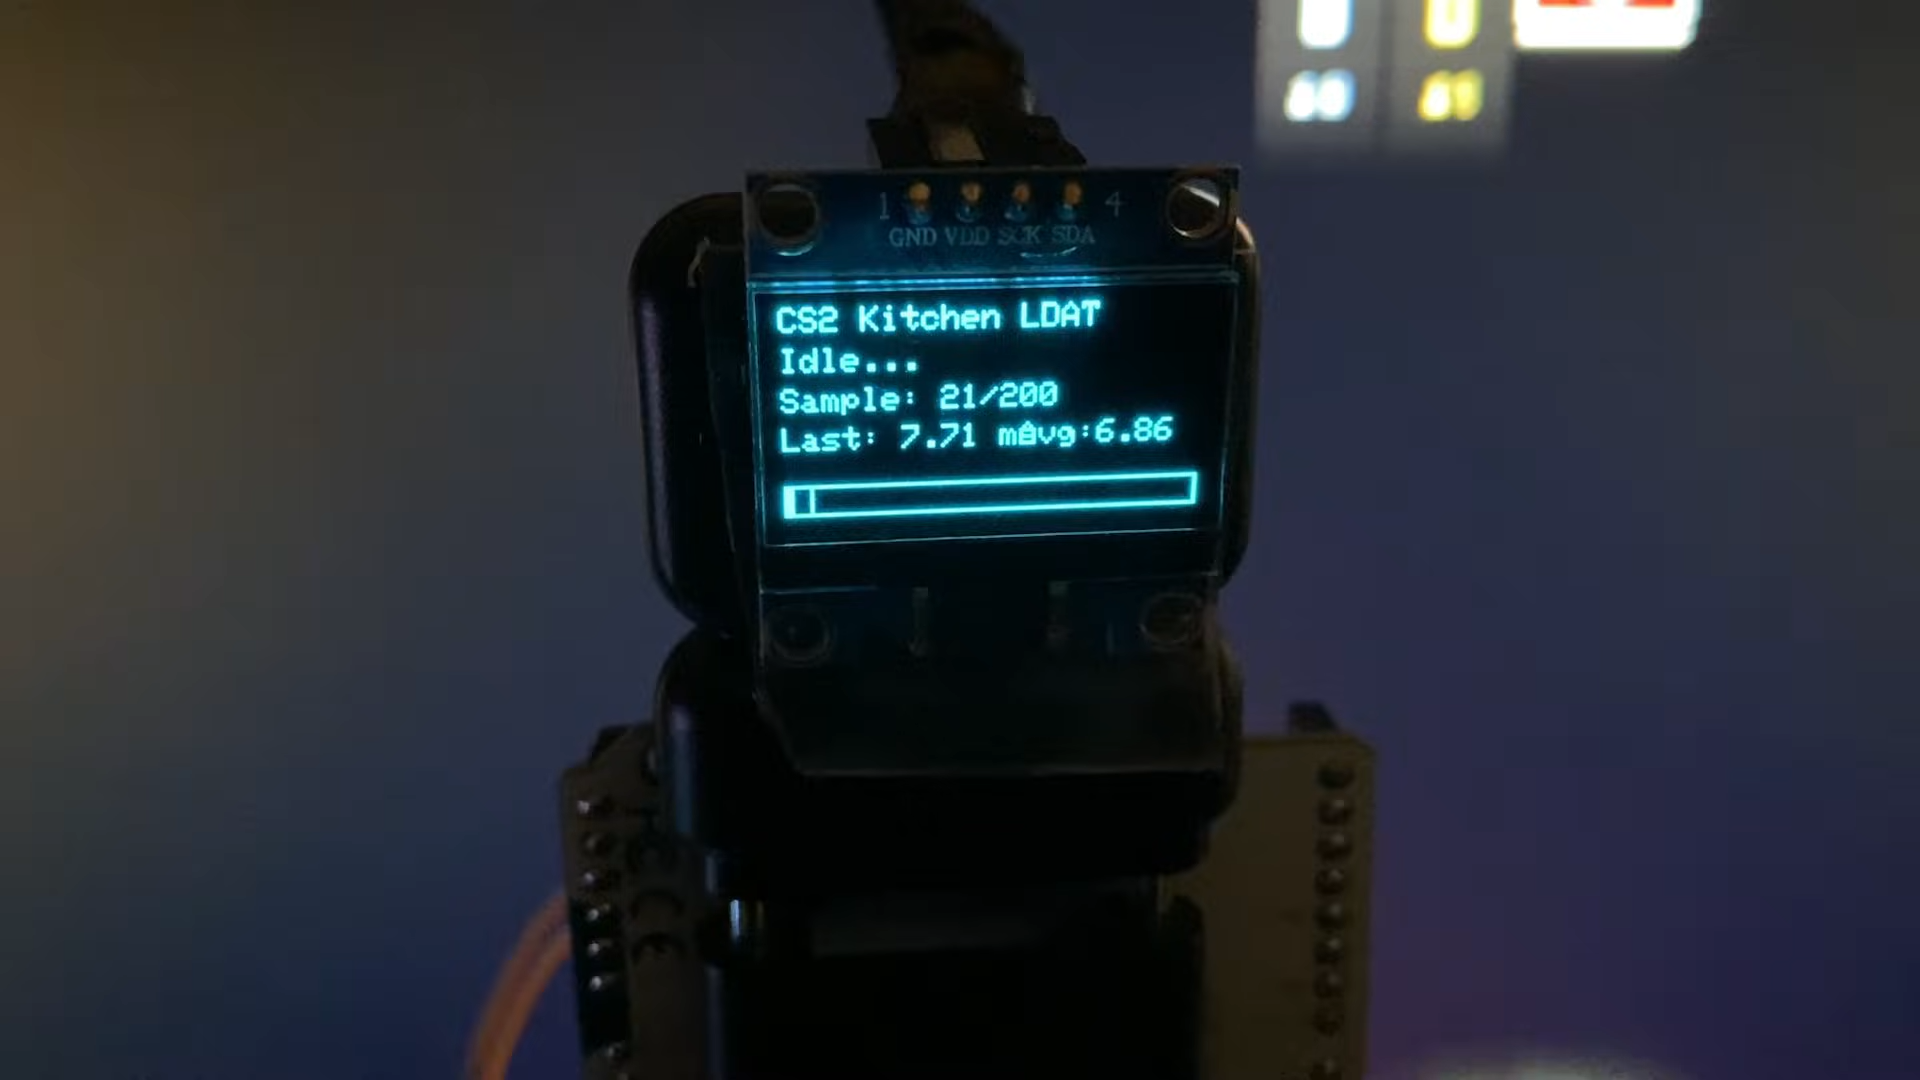 1 4
GND VDD SCK SDA
CS2 Kitchen LDAT
Idle...
Sample: 21/200
Last: 7.71 mAvg:6.86